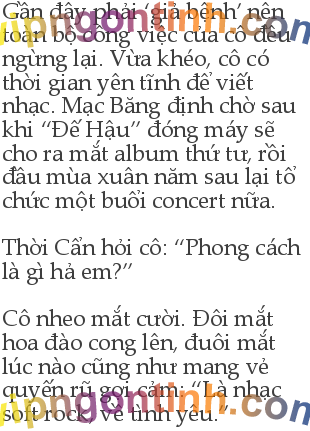 Gần đây phải ‘giả bệnh’ nên
toàn bộ công việc của cô đều
ngừng lại. Vừa khéo, cô có
thời gian yên tĩnh để viết
nhạc. Mạc Băng định chờ sau
khi “Đế Hậu” đóng máy sẽ
cho ra mắt album thứ tư, rồi
đầu mùa xuân năm sau lại tổ
chức một buổi concert nữa.
Thời Cẩn hỏi cô: “Phong cách
là gì hả em?”
Cô nheo mắt cười. Đôi mắt
hoa đào cong lên, đuôi mắt
lúc nào cũng như mang vẻ
quyến rũ gợi cảm: “Là nhạc
soft rock, về tình yêu.”
vipngontinh.com
vipngontinh.com